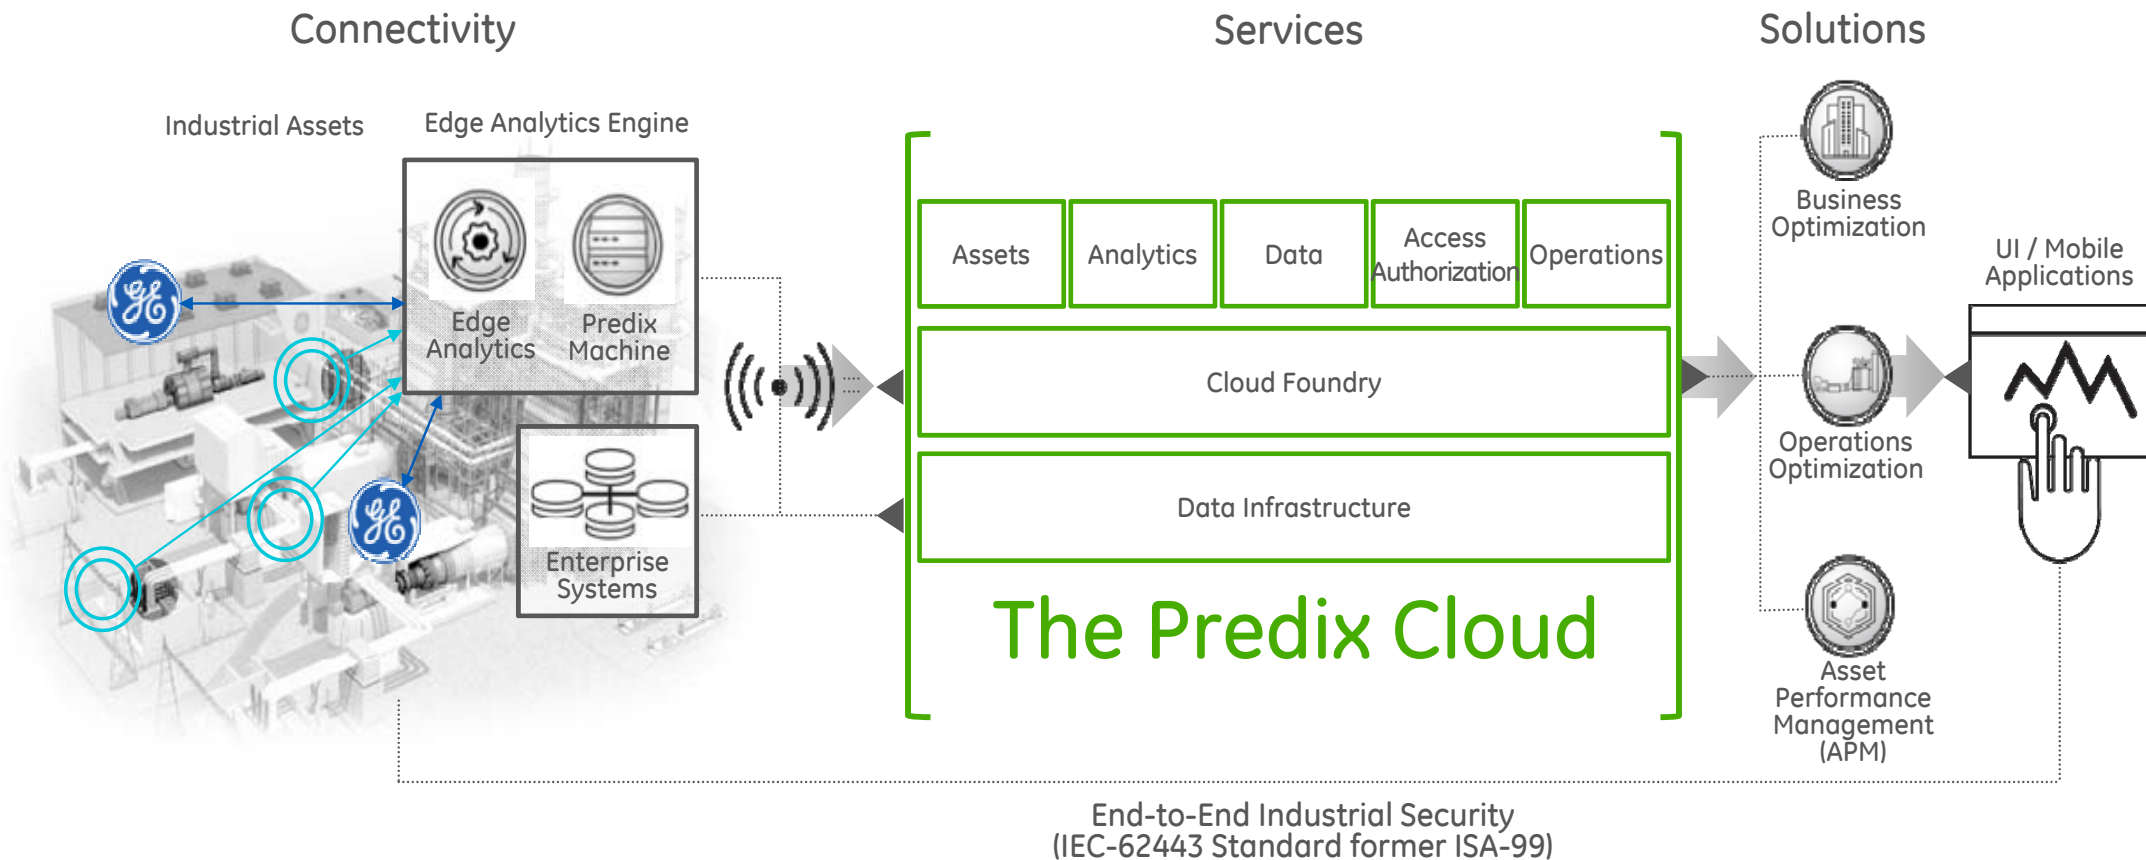 Connectivity
Services
Solutions
Industrial Assets
Edge Analytics Engine
Edge
Analytics
Predix
Machine
Enterprise
Systems
GE
GE
Assets
Analytics
Data
Access
Authorization
Operations
Cloud Foundry
Data Infrastructure
The Predix Cloud
Business
Optimization
Operations
Optimization
Asset
Performance
Management
(APM)
UI / Mobile
Applications
End-to-End Industrial Security
(IEC-62443 Standard former ISA-99)